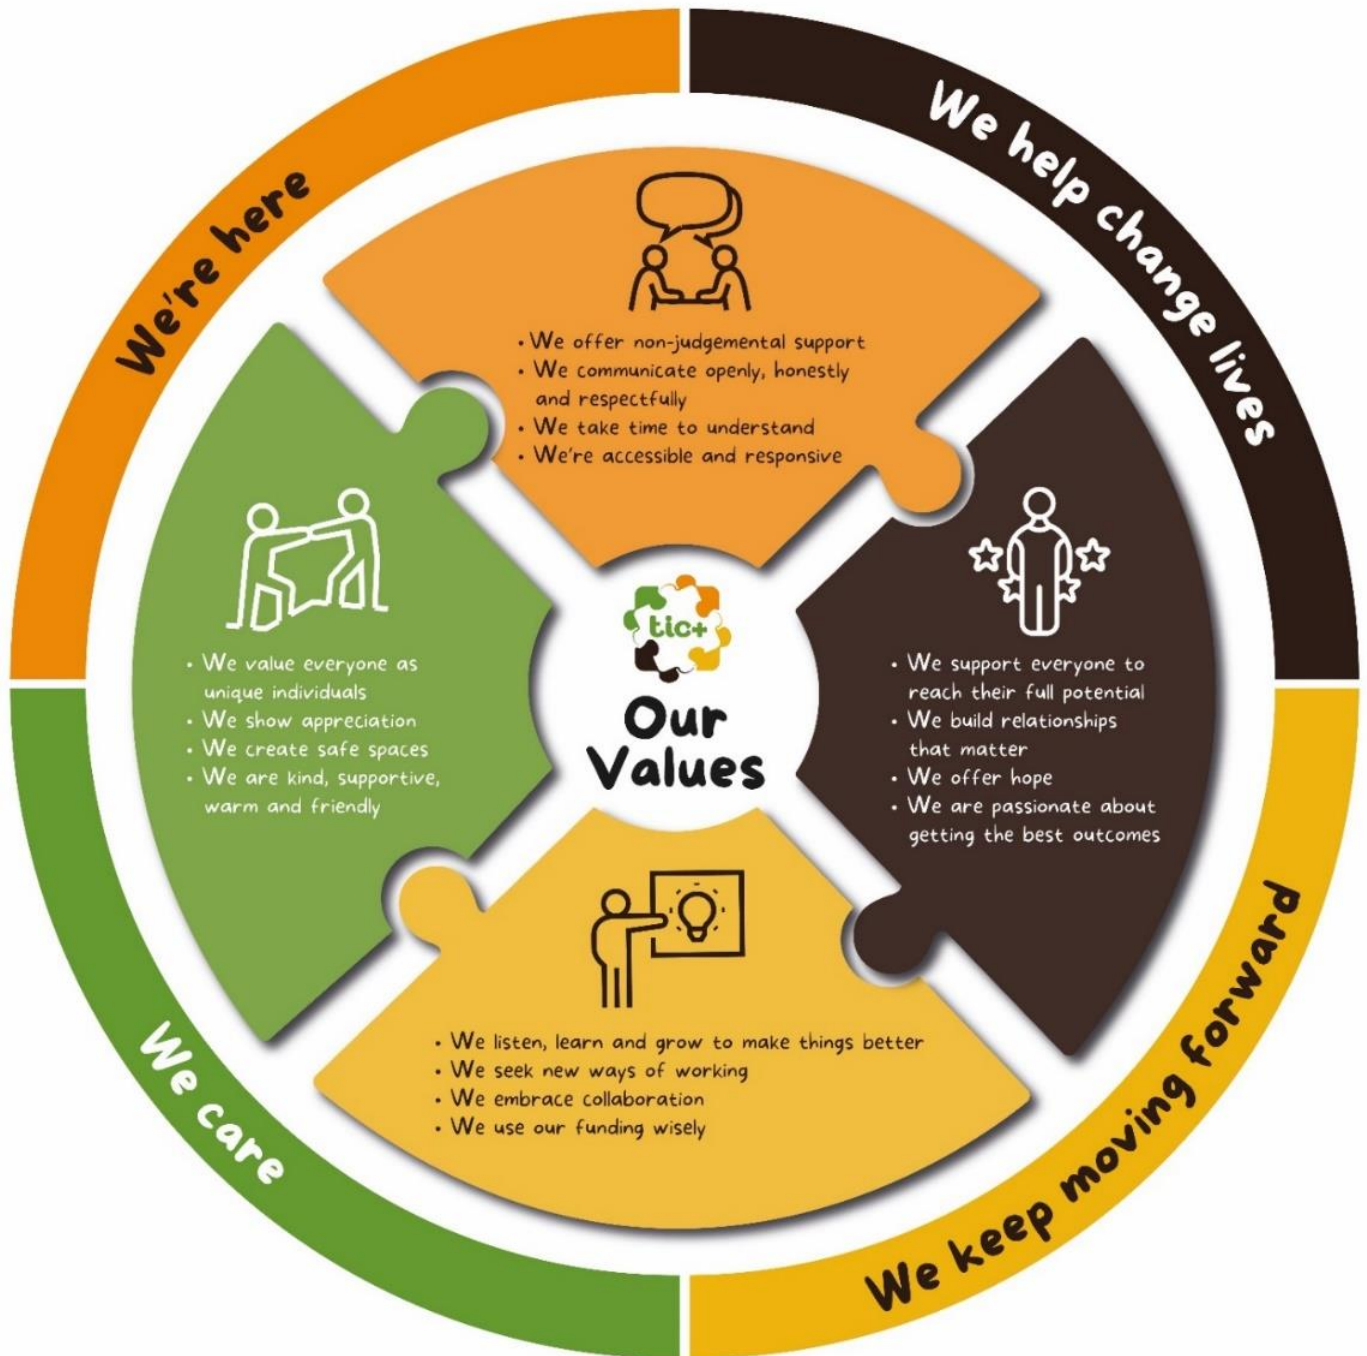 We're here
We help change lives
• We offer non-judgemental support
• We communicate openly, honestly
and respectfully
• We take time to understand
• We're accessible and responsive
• We value everyone as
unique individuals
• We show appreciation
• We create safe spaces
• We are kind, supportive,
warm and friendly
tic+
Our
Values
• We support everyone to
reach their full potential
• We build relationships
that matter
• We offer hope
• We are passionate about
getting the best outcomes
• We listen, learn and grow to make things better
• We seek new ways of working
• We embrace collaboration
• We use our funding wisely
We care
We keep moving forward